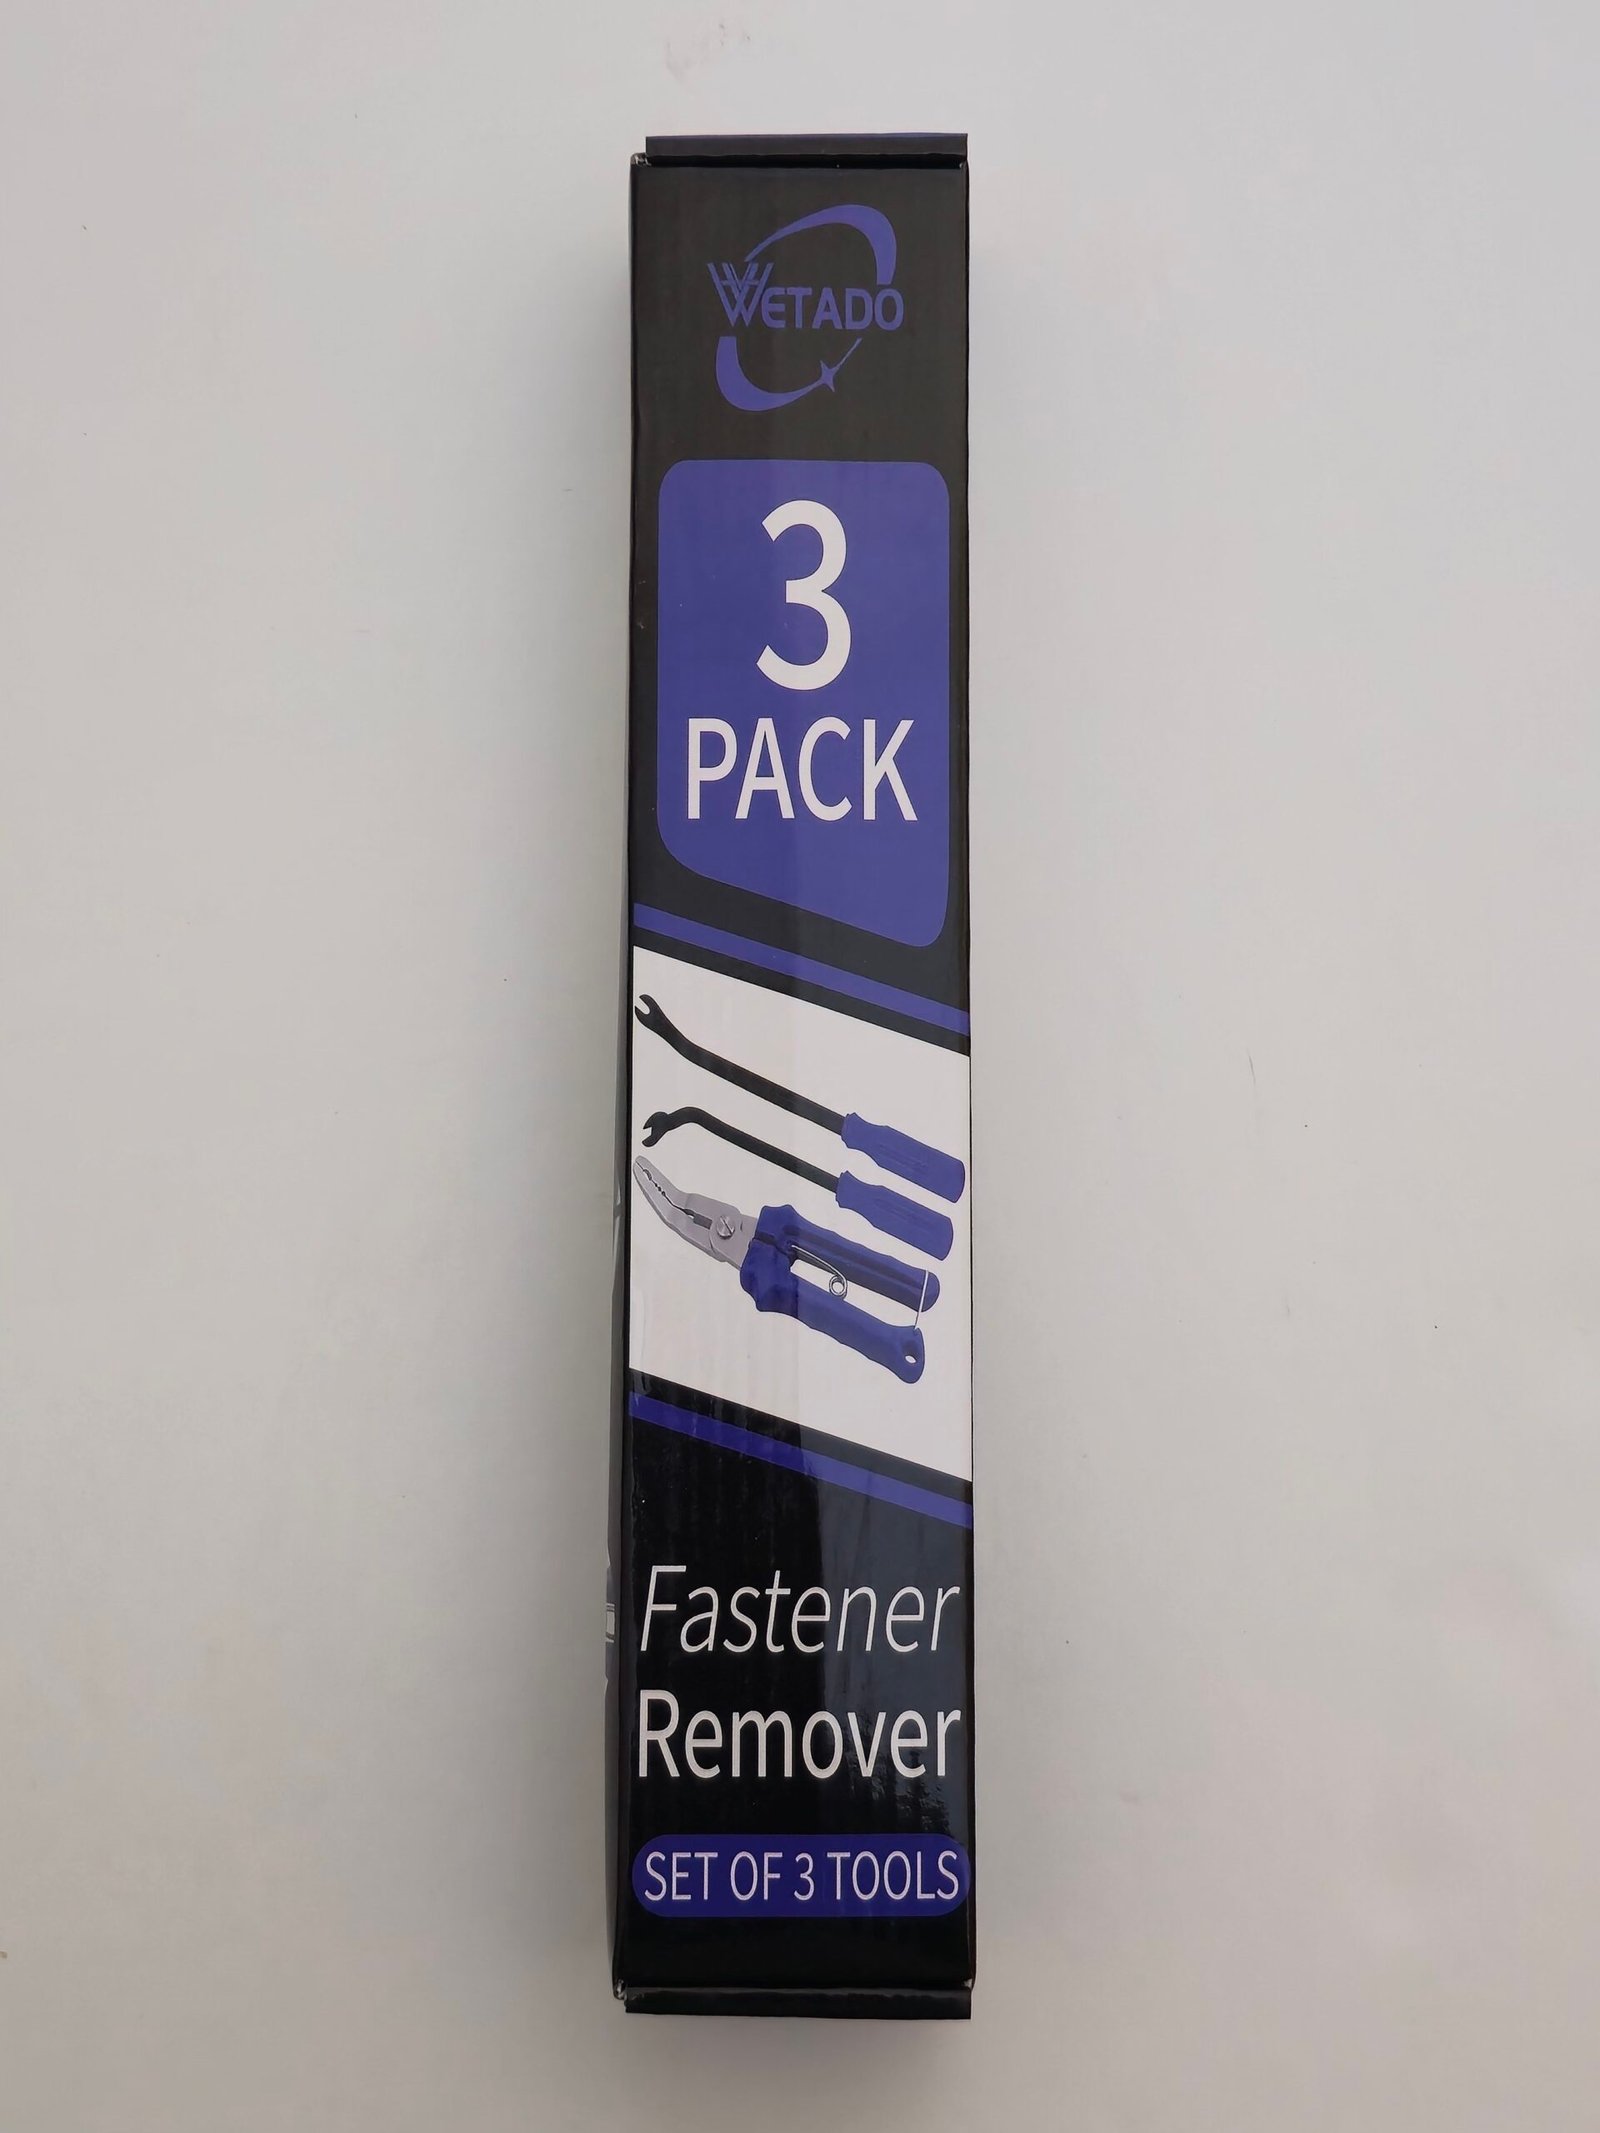 WETADO
3
PACK
Fastener
Remover
SET OF 3 TOOLS